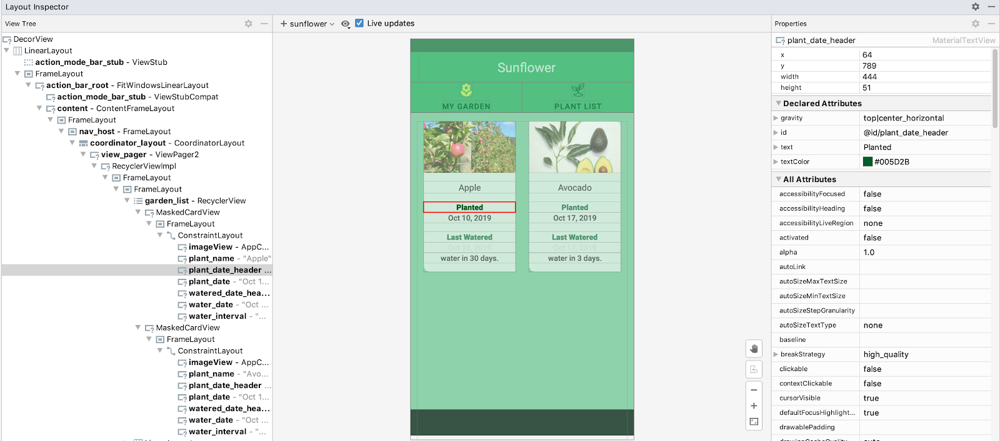 Layout Inspector
View Tree
DecorView
LinearLayout
action_mode_bar_stub - ViewStub
FrameLayout
action_bar_root - FitWindowsLinearLayout
action_mode_bar_stub - ViewStubCompat
content - ContentFrameLayout
FrameLayout
nav_host - FrameLayout
coordinator_layout - CoordinatorLayout
view_pager - ViewPager2
RecyclerViewImpl
FrameLayout
FrameLayout
garden_list - RecyclerView
MaskedCardView
FrameLayout
ConstraintLayout
imageView - AppC...
plant_name - "Apple"
plant_date_header ...
plant_date - "Oct 1...
watered_date_hea...
water_date - "Oct ...
water_interval - "...
MaskedCardView
FrameLayout
ConstraintLayout
imageView - AppC...
plant_name - "Avo...
plant_date_header ...
plant_date - "Oct 1...
watered_date_hea...
water_date - "Oct ...
water_interval - "...
sunflower
Live updates
Sunflower
MY GARDEN PLANT LIST
Apple Avocado
Planted Planted
Oct 10, 2019 Oct 17, 2019
Last Watered Last Watered
Oct 10, 2019 Oct 17, 2019
water in 30 days. water in 3 days.
Properties
plant_date_header MaterialTextView
x 64
y 789
width 444
height 51
Declared Attributes
gravity top|center_horizontal
id @id/plant_date_header
text Planted
textColor #005D2B
All Attributes
accessibilityFocused false
accessibilityHeading false
accessibilityLiveRegion none
activated false
alpha 1.0
autoLink
autoSizeMaxTextSize
autoSizeMinTextSize
autoSizeStepGranularity
autoSizeTextType none
baseline
breakStrategy high_quality
clickable false
contextClickable false
cursorVisible true
defaultFocusHighlight... true
drawablePadding